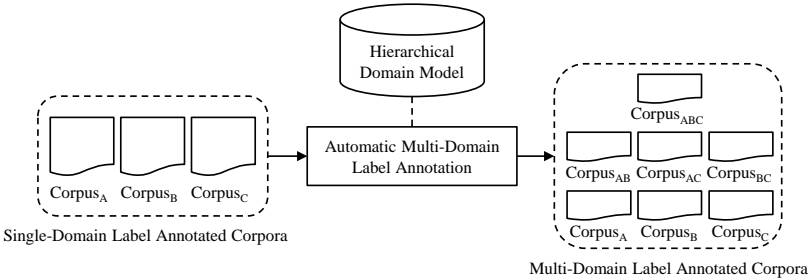 Hierarchical
Domain Model
Corpus_ABC
Automatic Multi-Domain
Label Annotation
Corpus_A Corpus_B Corpus_C
Corpus_AB Corpus_AC Corpus_BC
Corpus_A Corpus_B Corpus_C
Single-Domain Label Annotated Corpora
Multi-Domain Label Annotated Corpora